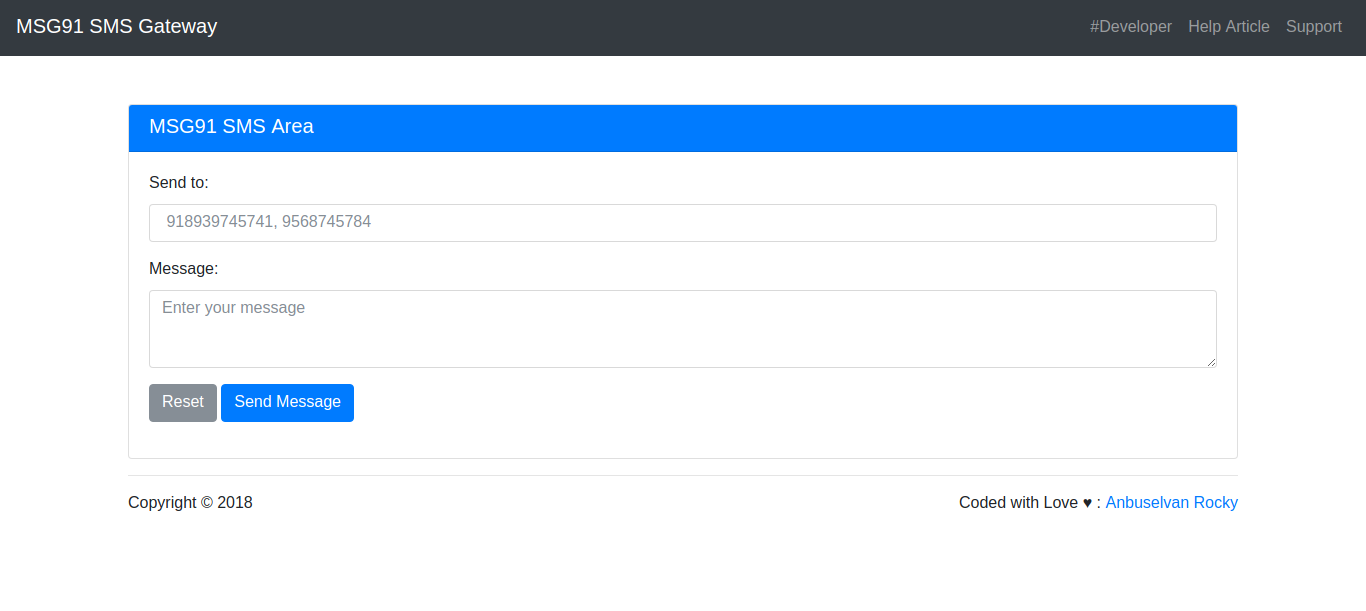 MSG91 SMS Gateway #Developer Help Article Support
MSG91 SMS Area
Send to:
918939745741, 9568745784
Message:
Enter your message
Reset Send Message
Copyright © 2018 Coded with Love ♥ : Anbuselvan Rocky